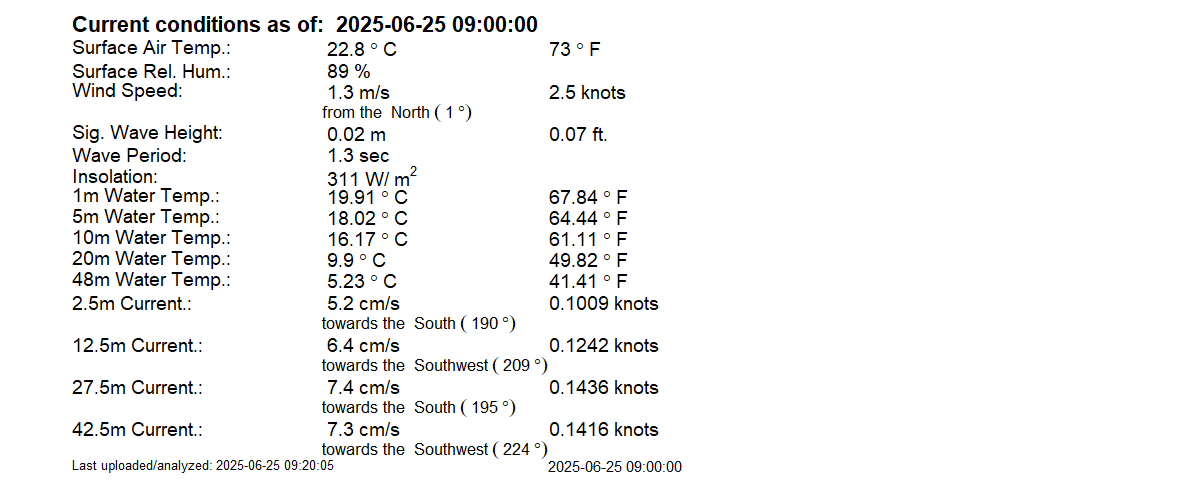 Current conditions as of: 2025-06-25 09:00:00
Surface Air Temp.: 22.8 ° C 73 ° F
Surface Rel. Hum.: 89 %
Wind Speed: 1.3 m/s 2.5 knots
from the North ( 1 °)
Sig. Wave Height: 0.02 m 0.07 ft.
Wave Period: 1.3 sec
Insolation: 311 W/ m²
1m Water Temp.: 19.91 ° C 67.84 ° F
5m Water Temp.: 18.02 ° C 64.44 ° F
10m Water Temp.: 16.17 ° C 61.11 ° F
20m Water Temp.: 9.9 ° C 49.82 ° F
48m Water Temp.: 5.23 ° C 41.41 ° F
2.5m Current.: 5.2 cm/s 0.1009 knots
towards the South ( 190 °)
12.5m Current.: 6.4 cm/s 0.1242 knots
towards the Southwest ( 209 °)
27.5m Current.: 7.4 cm/s 0.1436 knots
towards the South ( 195 °)
42.5m Current.: 7.3 cm/s 0.1416 knots
towards the Southwest ( 224 °)
Last uploaded/analyzed: 2025-06-25 09:20:05 2025-06-25 09:00:00